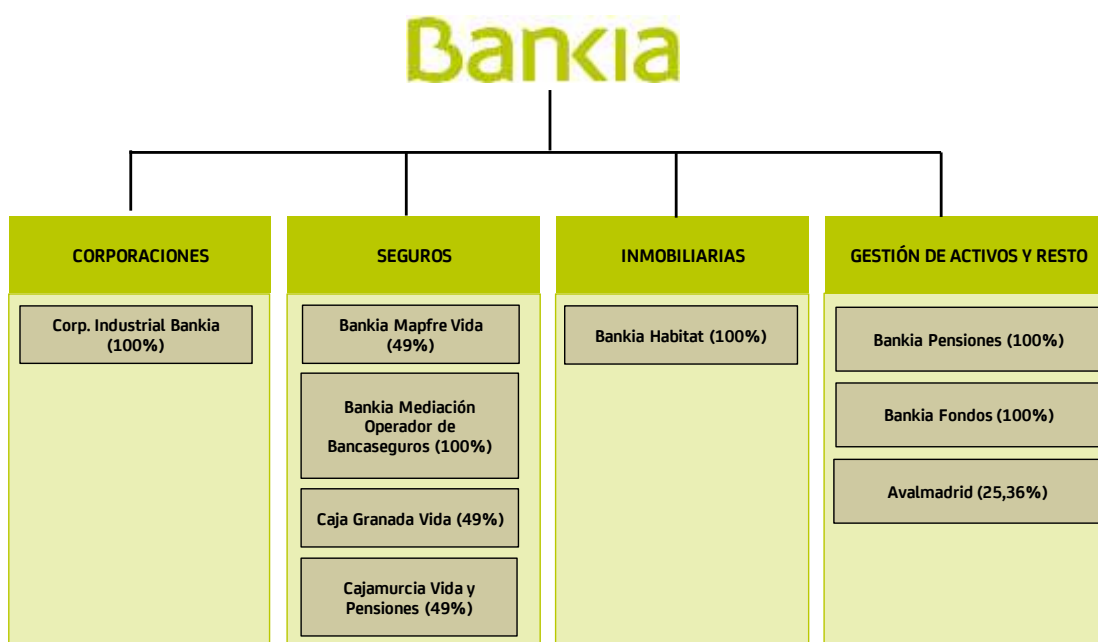 Bankia
CORPORACIONES
SEGUROS
INMOBILIARIAS
GESTIÓN DE ACTIVOS Y RESTO
Corp. Industrial Bankia
(100%)
Bankia Mapfre Vida
(49%)
Bankia Mediación
Operador de
Bancaseguros (100%)
Caja Granada Vida (49%)
Cajamurcia Vida y
Pensiones (49%)
Bankia Habitat (100%)
Bankia Pensiones (100%)
Bankia Fondos (100%)
Avalmadrid (25,36%)